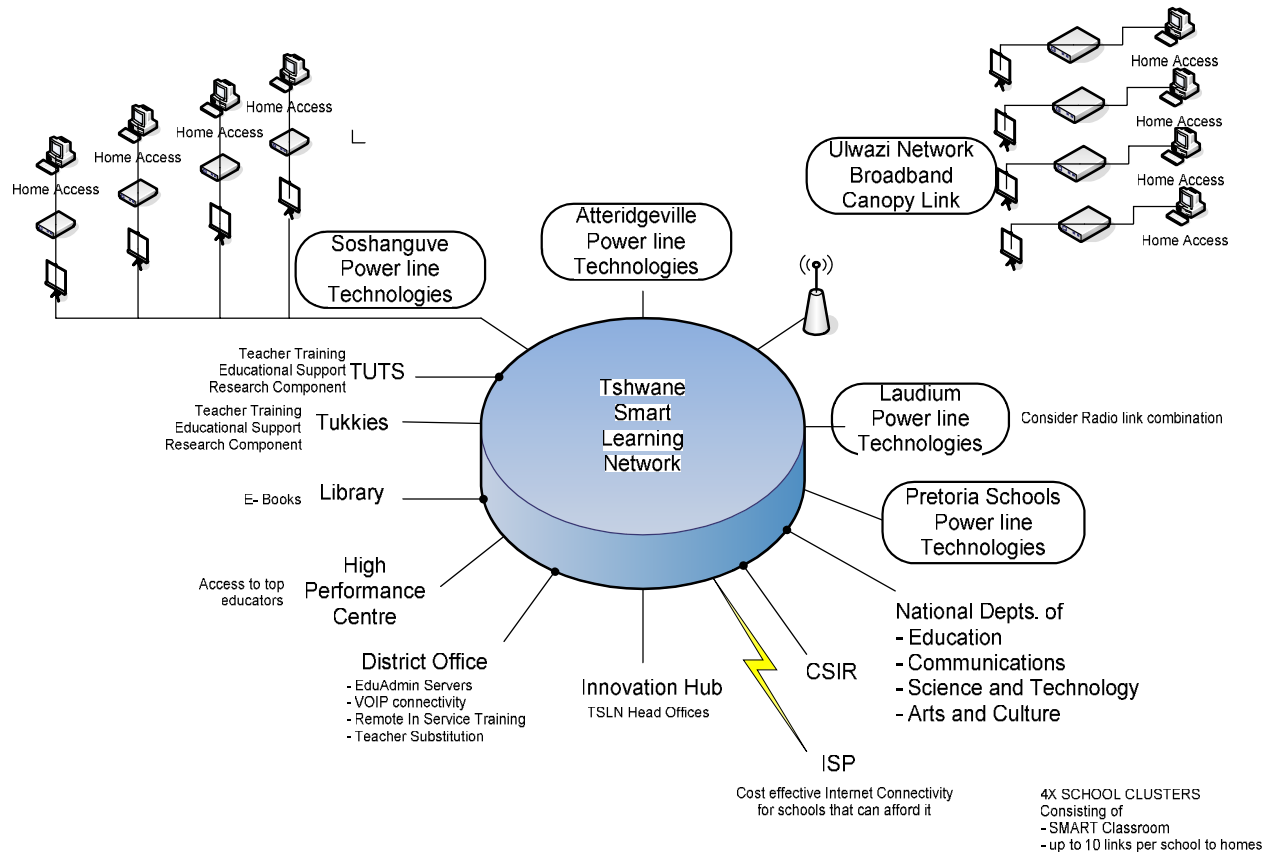 Home Access
Home Access
Home Access
Home Access
Home Access
Home Access
Home Access
Home Access
Ulwazi Network
Broadband
Canopy Link
Atteridgeville
Power line
Technologies
Soshanguve
Power line
Technologies
Teacher Training
Educational Support
Research Component
TUTS
Teacher Training
Educational Support
Research Component
Tukkies
E- Books
Library
Access to top
educators
High
Performance
Centre
Tshwane
Smart
Learning
Network
Laudium
Power line
Technologies
Consider Radio link combination
Pretoria Schools
Power line
Technologies
District Office
- EduAdmin Servers
- VOIP connectivity
- Remote In Service Training
- Teacher Substitution
Innovation Hub
TSLN Head Offices
CSIR
National Depts. of
- Education
- Communications
- Science and Technology
- Arts and Culture
ISP
Cost effective Internet Connectivity
for schools that can afford it
4X SCHOOL CLUSTERS
Consisting of
- SMART Classroom
- up to 10 links per school to homes